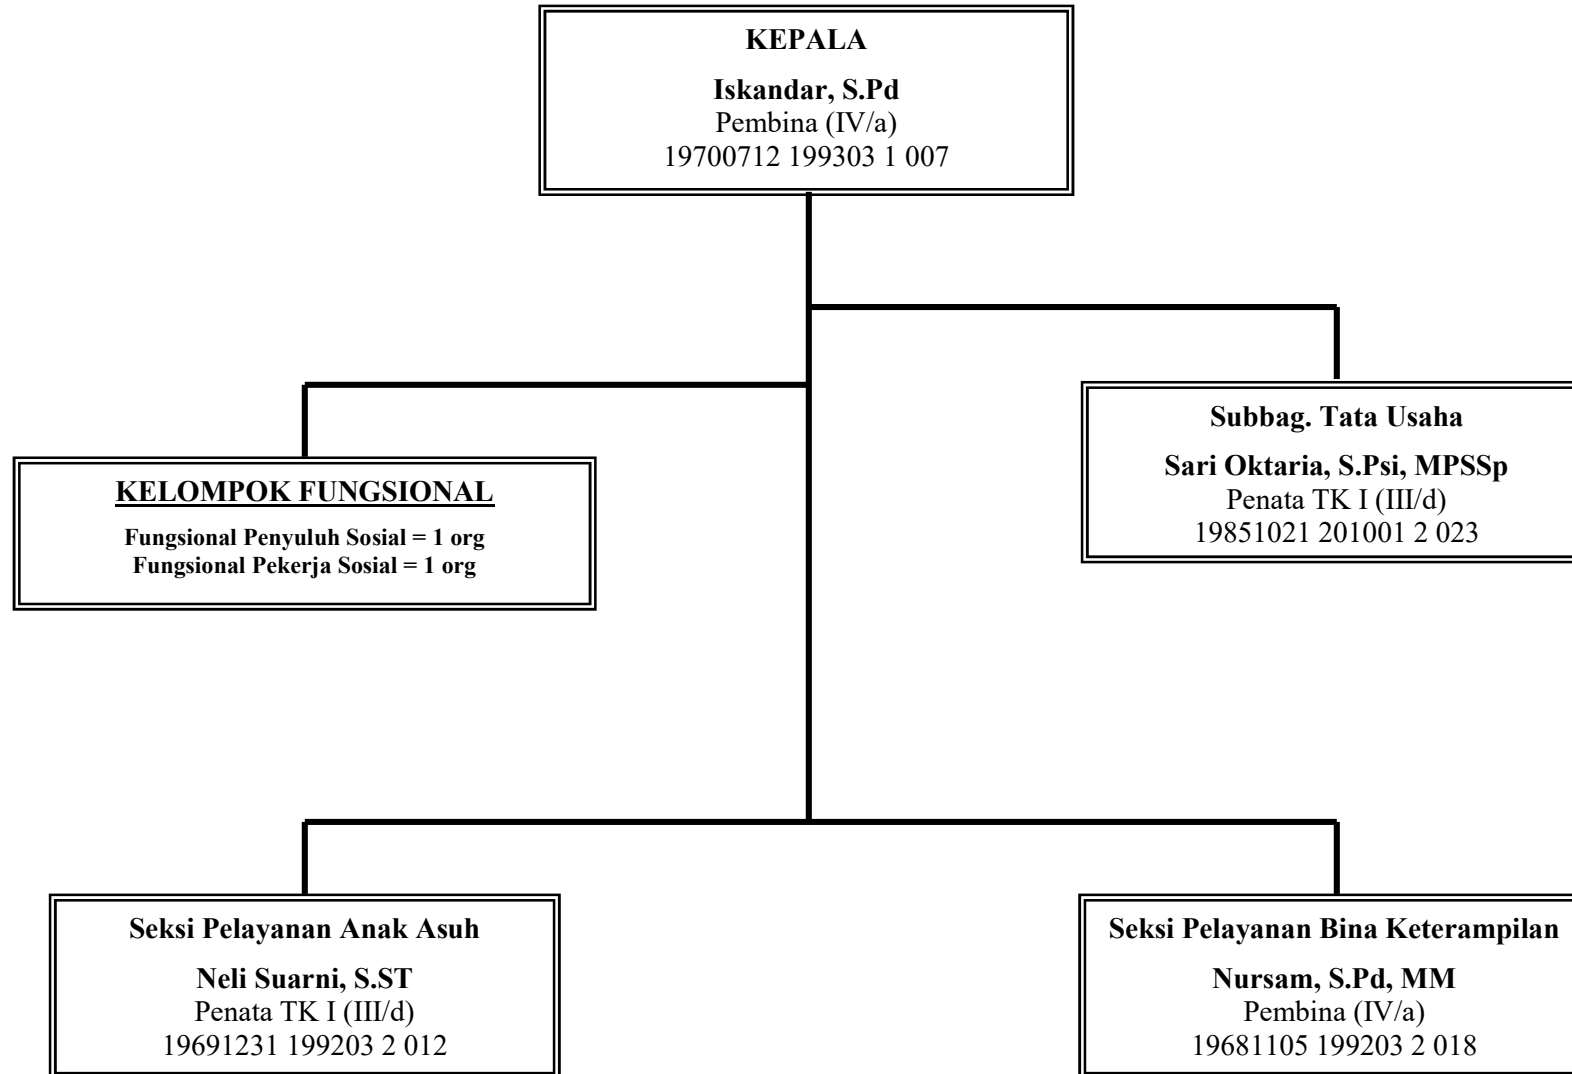 KEPALA
Iskandar, S.Pd
Pembina (IV/a)
19700712 199303 1 007
Subbag. Tata Usaha
Sari Oktaria, S.Psi, MPSSp
Penata TK I (III/d)
19851021 201001 2 023
KELOMPOK FUNGSIONAL
Fungsional Penyuluh Sosial = 1 org
Fungsional Pekerja Sosial = 1 org
Seksi Pelayanan Anak Asuh
Neli Suarni, S.ST
Penata TK I (III/d)
19691231 199203 2 012
Seksi Pelayanan Bina Keterampilan
Nursam, S.Pd, MM
Pembina (IV/a)
19681105 199203 2 018